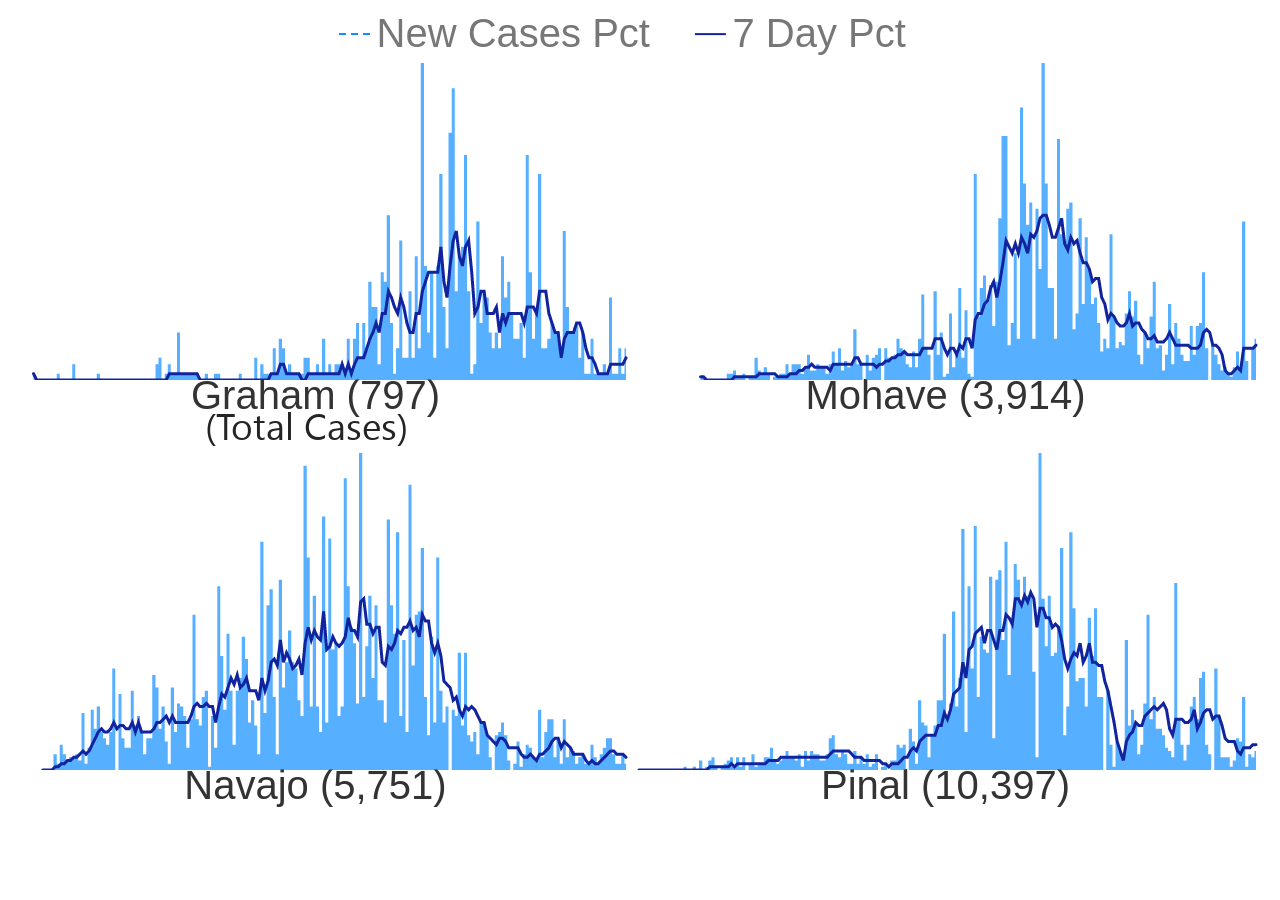 New Cases Pct 7 Day Pct
Graham (797) Mohave (3,914)
(Total Cases)
Navajo (5,751) Pinal (10,397)